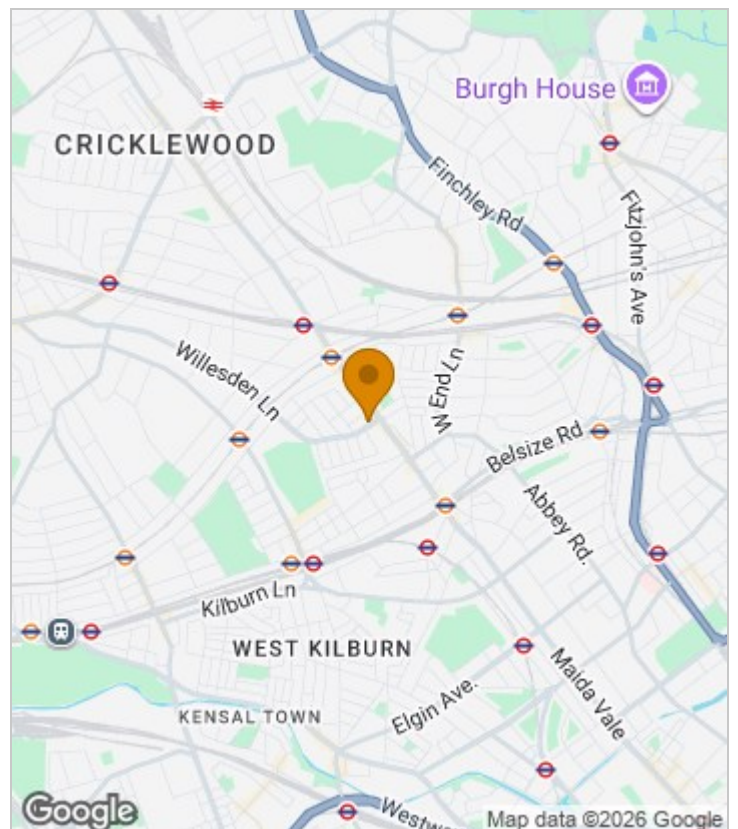 Burgh House
CRICKLEWOOD
Finchley Rd
Fitzjohn's Ave
Willesden Ln
W End Ln
Belsize Rd
Abbey Rd.
Kilburn Ln
WEST KILBURN
Maida Vale
Elgin Ave.
KENSAL TOWN
Westw
Google
Map data ©2026 Google